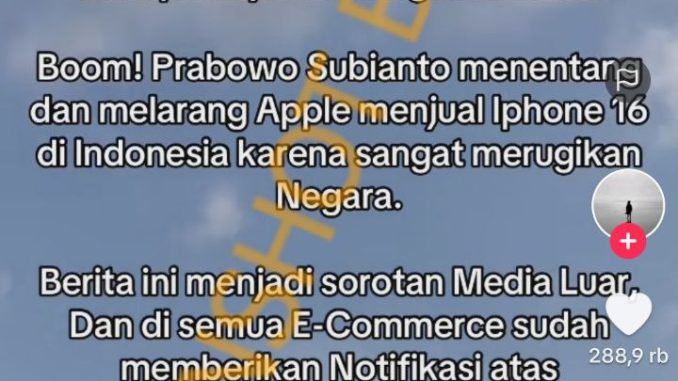 Boom! Prabowo Subianto menentang
dan melarang Apple menjual Iphone 16
di Indonesia karena sangat merugikan
Negara.
Berita ini menjadi sorotan Media Luar,
Dan di semua E-Commerce sudah
memberikan Notifikasi atas
288,9 rb